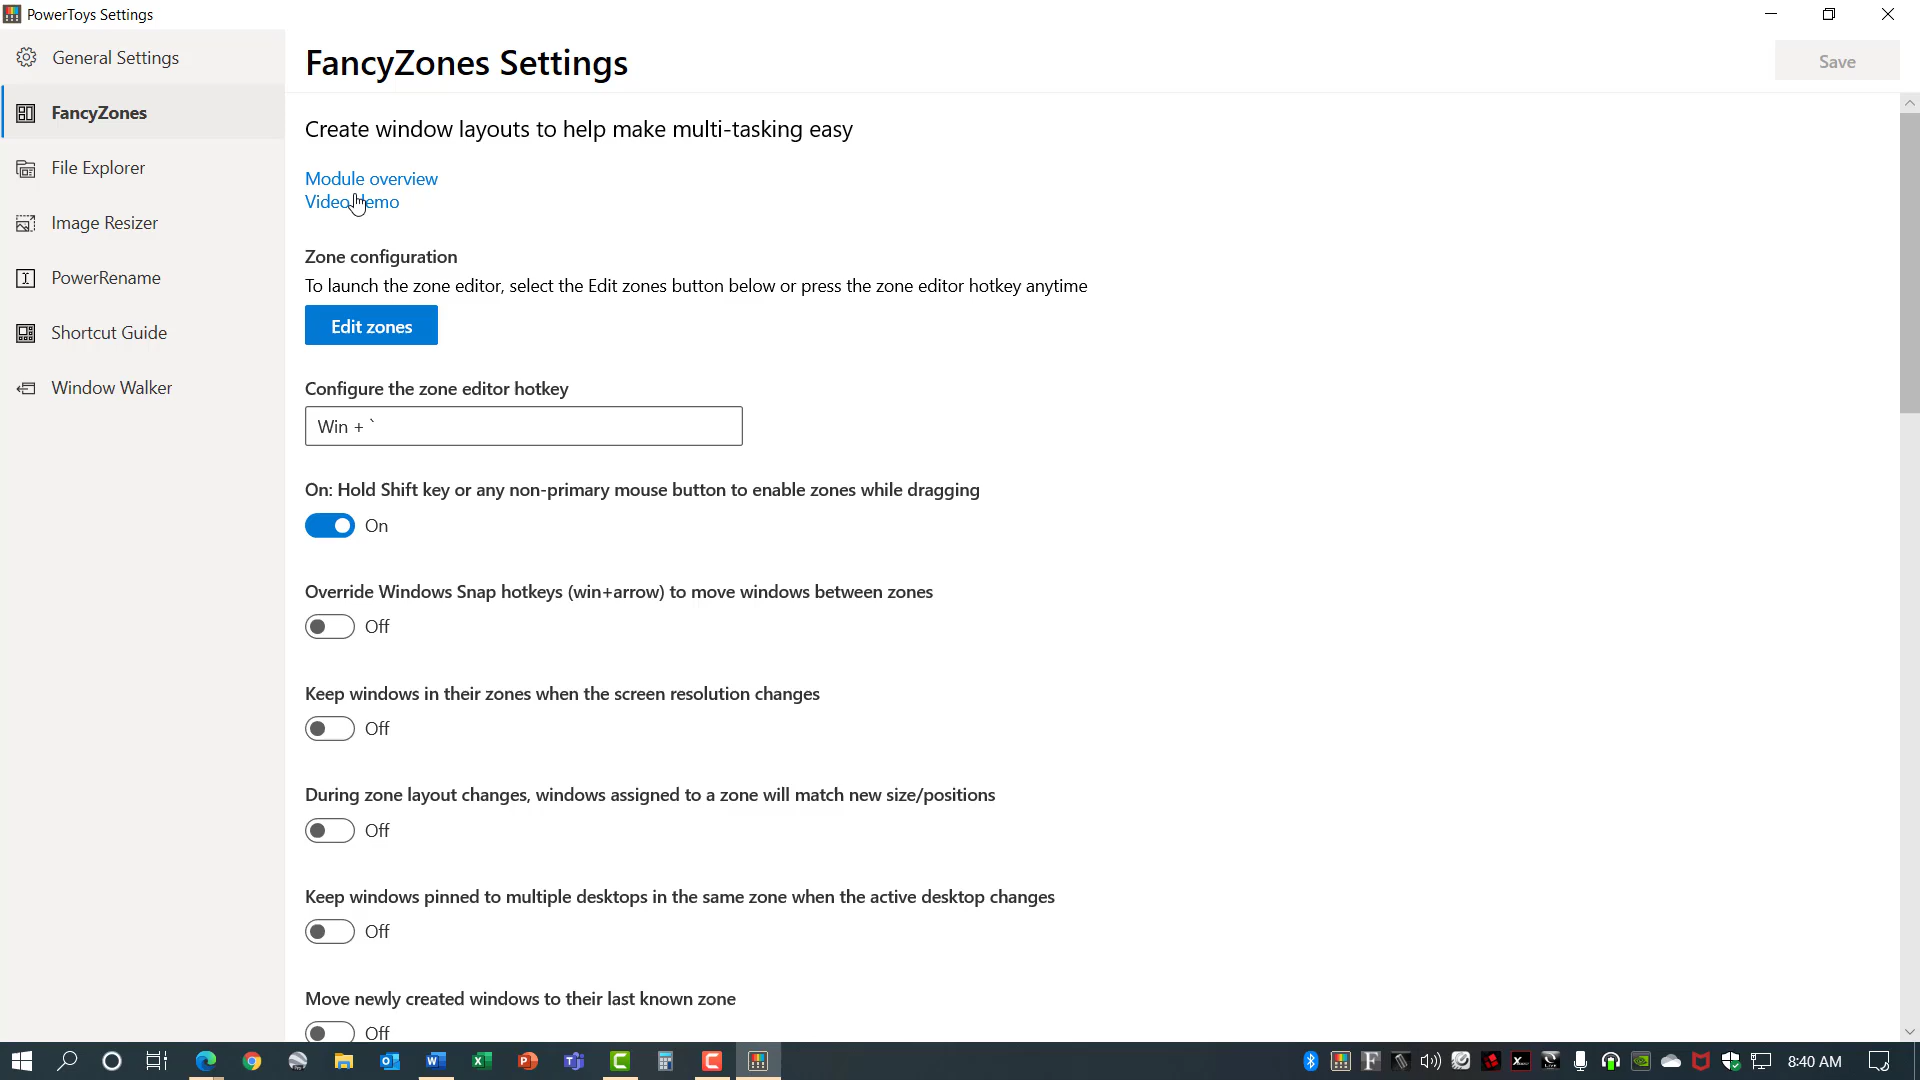 PowerToys Settings
General Settings
FancyZones
File Explorer
Image Resizer
PowerRename
Shortcut Guide
Window Walker
FancyZones Settings
Save
Create window layouts to help make multi-tasking easy
Module overview
Video demo
Zone configuration
To launch the zone editor, select the Edit zones button below or press the zone editor hotkey anytime
Edit zones
Configure the zone editor hotkey
Win + `
On: Hold Shift key or any non-primary mouse button to enable zones while dragging
On
Override Windows Snap hotkeys (win+arrow) to move windows between zones
Off
Keep windows in their zones when the screen resolution changes
Off
During zone layout changes, windows assigned to a zone will match new size/positions
Off
Keep windows pinned to multiple desktops in the same zone when the active desktop changes
Off
Move newly created windows to their last known zone
Off
8:40 AM